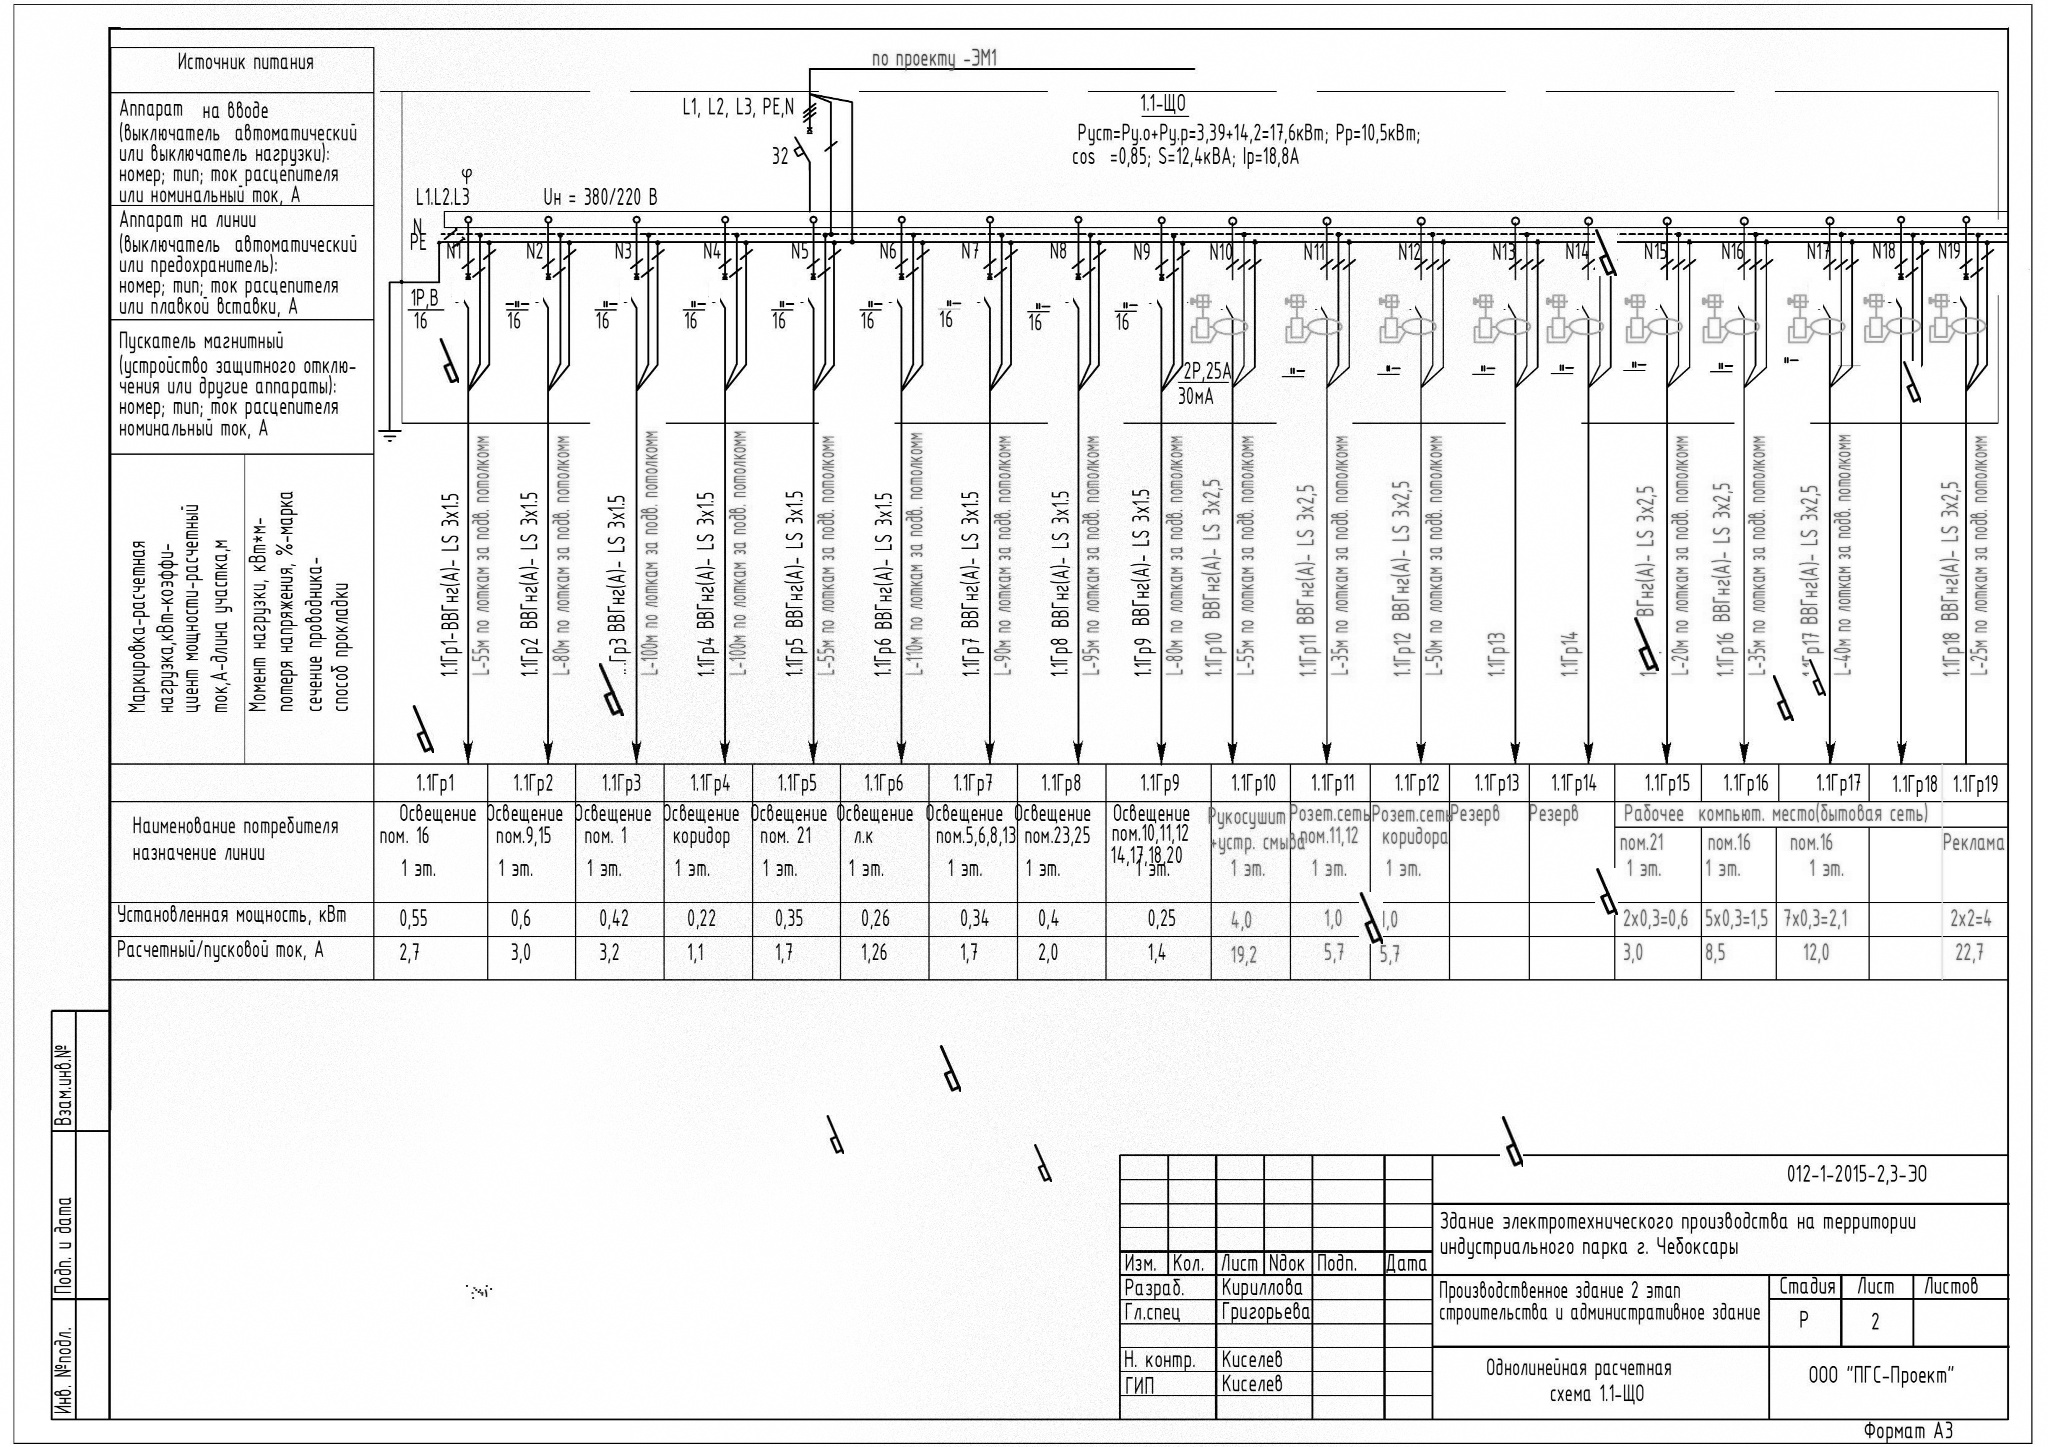 Источник питания
Аппарат на вводе
(выключатель автоматический
или выключатель нагрузки):
номер; тип; ток расцепителя
или номинальный ток, А
Аппарат на линии
(выключатель автоматический
или предохранитель):
номер; тип; ток расцепителя
или плавкой вставки, А
Пускатель магнитный
(устройство защитного отклю-
чения или другие аппараты):
номер; тип; ток расцепителя
номинальный ток, А
Маркировка-расчетная
нагрузка,кВт-коэффи-
циент мощности-расчетный
ток,А-длина участка,м
Момент нагрузки, кВт*м-
потеря напряжения, %-марка
сечение проводника-
способ прокладки
по проекту -ЭМ1
L1, L2, L3, PE,N
32
1.1-ЩО
Руст=Ру.о+Ру.р=3,39+14,2=17,6кВт; Рр=10,5кВт;
cos =0,85; S=12,4кВА; Iр=18,8А
φ
L1.L2.L3
Uн = 380/220 В
N
PE
N1 N2 N3 N4 N5 N6 N7 N8 N9 N10 N11 N12 N13 N14 N15 N16 N17 N18 N19
1Р,В
16 16 16 16 16 16 16 16 16
2Р,25А
30мА
1.1Гр1-ВВГнг(А)- LS 3х1.5
L-55м по лоткам за подв. потолкомм
1.1Гр2 ВВГнг(А)- LS 3х1.5
L-80м по лоткам за подв. потолкомм
Гр3 ВВГнг(А)- LS 3х1.5
L-100м по лоткам за подв. потолкомм
1.1Гр4 ВВГнг(А)- LS 3х1.5
L-100м по лоткам за подв. потолкомм
1.1Гр5 ВВГнг(А)- LS 3х1.5
L-55м по лоткам за подв. потолкомм
1.1Гр6 ВВГнг(А)- LS 3х1.5
L-110м по лоткам за подв. потолкомм
1.1Гр7 ВВГнг(А)- LS 3х1.5
L-90м по лоткам за подв. потолкомм
1.1Гр8 ВВГнг(А)- LS 3х1.5
L-95м по лоткам за подв. потолкомм
1.1Гр9 ВВГнг(А)- LS 3х1.5
L-80м по лоткам за подв. потолкомм
1.1Гр10 ВВГнг(А)- LS 3х2,5
L-55м по лоткам за подв. потолкомм
1.1Гр11 ВВГнг(А)- LS 3х2,5
L-35м по лоткам за подв. потолкомм
1.1Гр12 ВВГнг(А)- LS 3х2,5
L-50м по лоткам за подв. потолкомм
1.1Гр13
1.1Гр14
ВГнг(А)- LS 3х2,5
L-20м по лоткам за подв. потолкомм
1.1Гр16 ВВГнг(А)- LS 3х2,5
L-35м по лоткам за подв. потолкомм
1.1Гр17 ВВГнг(А)- LS 3х2,5
L-40м по лоткам за подв. потолкомм
1.1Гр18 ВВГнг(А)- LS 3х2,5
L-25м по лоткам за подв. потолкомм
1.1Гр1 1.1Гр2 1.1Гр3 1.1Гр4 1.1Гр5 1.1Гр6 1.1Гр7 1.1Гр8 1.1Гр9 1.1Гр10 1.1Гр11 1.1Гр12 1.1Гр13 1.1Гр14 1.1Гр15 1.1Гр16 1.1Гр17 1.1Гр18 1.1Гр19
Наименование потребителя
назначение линии
Освещение
пом. 16
1 эт.
Освещение
пом.9,15
1 эт.
Освещение
пом. 1
1 эт.
Освещение
коридор
1 эт.
Освещение
пом. 21
1 эт.
Освещение
л.к
1 эт.
Освещение
пом.5,6,8,13
1 эт.
Освещение
пом.23,25
1 эт.
Освещение
пом.10,11,12
14,17,18,20
1 эт.
Рукосушит
+устр. смыва
1 эт.
Розет.сеть
пом.11,12
1 эт.
Розет.сеть
коридора
1 эт.
Резерв
Резерв
Рабочее компьют. место(бытовая сеть)
пом.21
1 эт.
пом.16
1 эт.
пом.16
1 эт.
Реклама
Установленная мощность, кВт
0,55 0,6 0,42 0,22 0,35 0,26 0,34 0,4 0,25 4,0 1,0 1,0 2х0,3=0,6 5х0,3=1,5 7х0,3=2,1 2х2=4
Расчетный/пусковой ток, А
2,7 3,0 3,2 1,1 1,7 1,26 1,7 2,0 1,4 19,2 5,7 5,7 3,0 8,5 12,0 22,7
Взам.инв.№
Подп. и дата
Инв. №подл.
012-1-2015-2,3-ЭО
Здание электротехнического производства на территории
индустриального парка г. Чебоксары
Изм. Кол. Лист Nдок Подп. Дата
Разраб. Кириллова
Гл.спец Григорьева
Н. контр. Киселев
ГИП Киселев
Производственное здание 2 этап
строительства и административное здание
Стадия Лист Листов
Р 2
Однолинейная расчетная
схема 1.1-ЩО
ООО "ПГС-Проект"
Формат А3